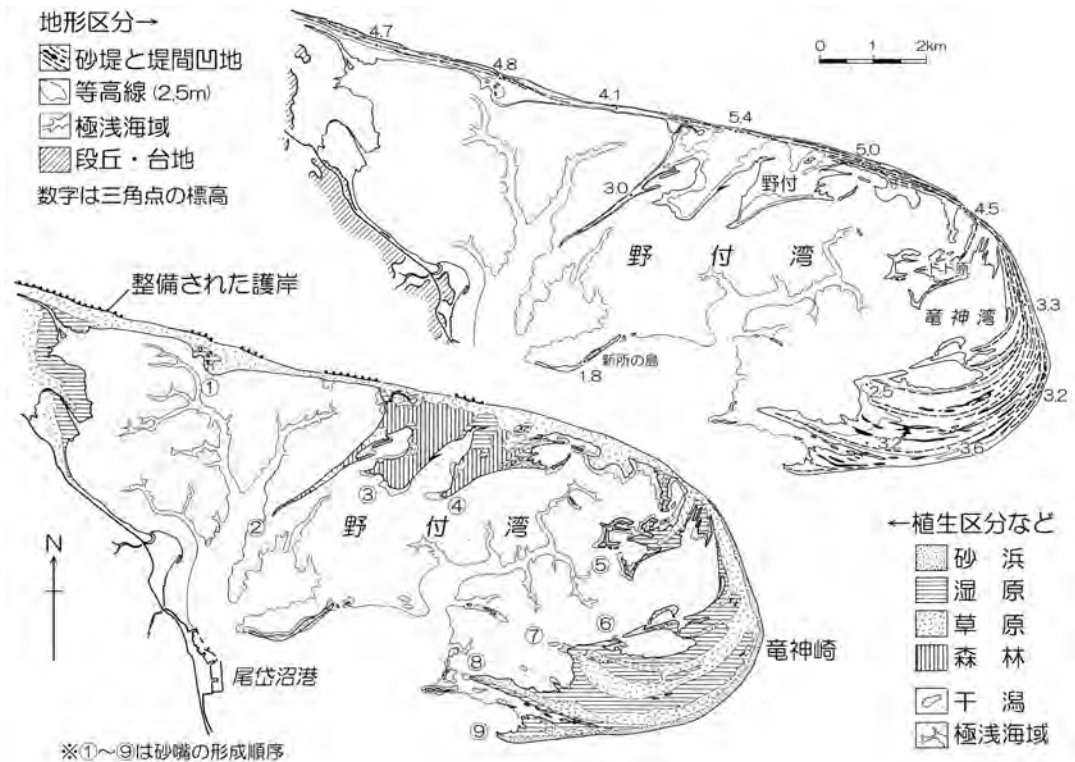 地形区分→
砂堤と堤間凹地
等高線 (2.5m)
極浅海域
段丘・台地
数字は三角点の標高
0 1 2km
4.7
4.8
4.1
5.4
5.0
4.5
3.0
野付
野付湾
トド原
竜神湾
3.3
3.2
新所の島
1.8
2.5
3.2
3.6
整備された護岸
①
②
③
④
野付湾
⑤
⑥
⑦
⑧
⑨
竜神崎
N
尾岱沼港
※①～⑨は砂嘴の形成順序
←植生区分など
砂浜
湿原
草原
森林
干潟
極浅海域